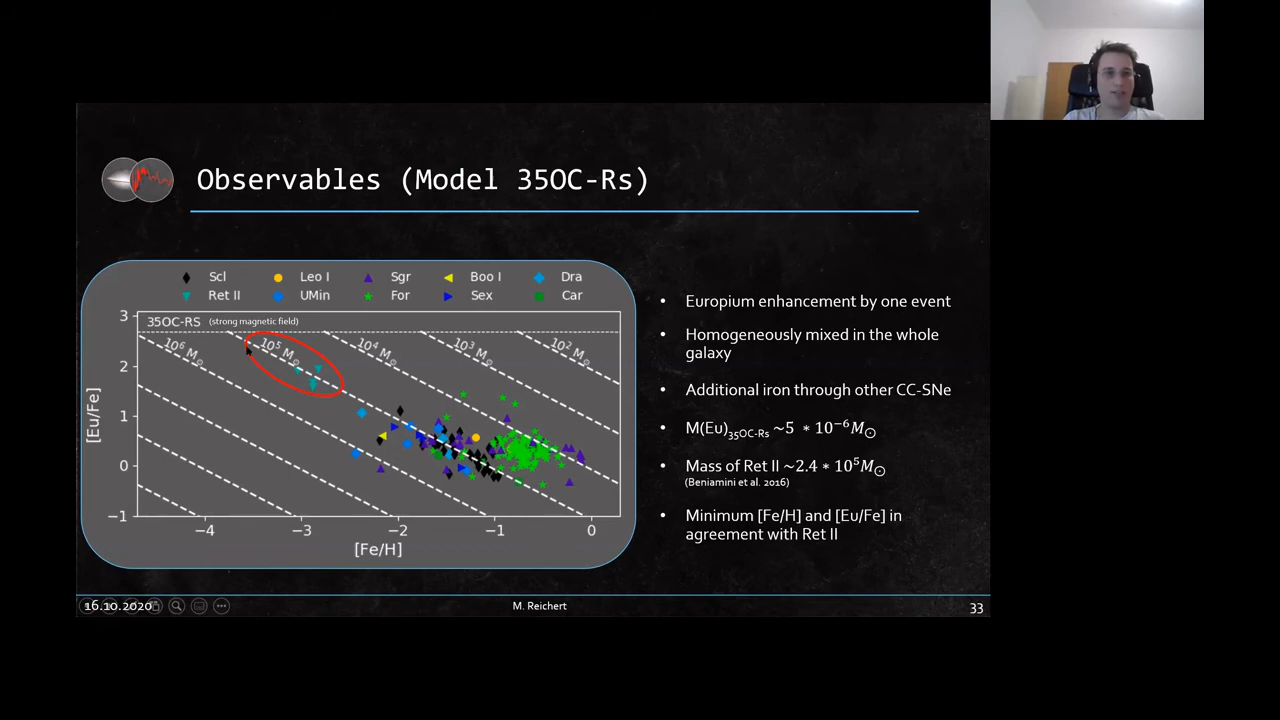 Observables (Model 35OC-Rs)
Scl Leo I Sgr Boo I Dra
Ret II UMin For Sex Car
35OC-RS (strong magnetic field)
10⁶ M☉ 10⁵ M☉ 10⁴ M☉ 10³ M☉ 10² M☉
3
2
1
0
−1
[Eu/Fe]
−4 −3 −2 −1 0
[Fe/H]
• Europium enhancement by one event
• Homogeneously mixed in the whole
galaxy
• Additional iron through other CC-SNe
• M(Eu)₃₅OC-Rs ~5 * 10⁻⁶M☉
• Mass of Ret II ~2.4 * 10⁵M☉
(Beniamini et al. 2016)
• Minimum [Fe/H] and [Eu/Fe] in
agreement with Ret II
16.10.2020 M. Reichert 33